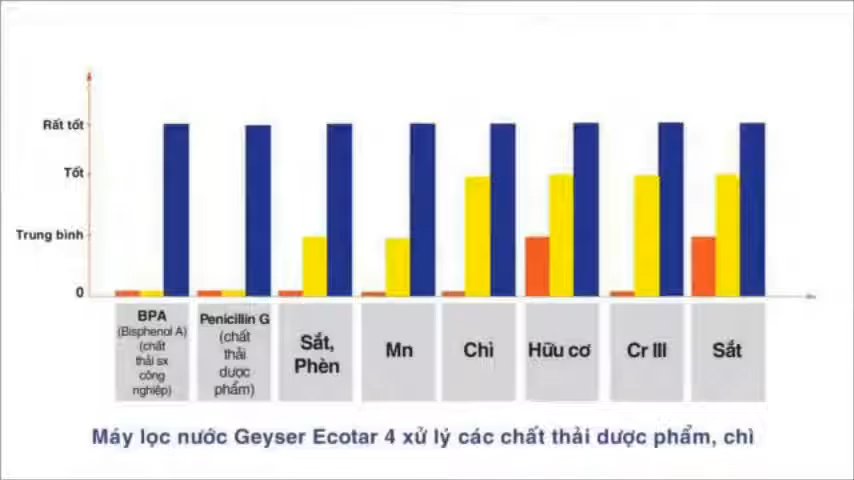 Rất tốt
Tốt
Trung bình
0
BPA
(Bisphenol A)
(chất
thải sx
công
nghiệp)
Penicillin G
(chất
thải
dược
phẩm)
Sắt,
Phèn
Mn
Chì
Hữu cơ
Cr III
Sắt
Máy lọc nước Geyser Ecotar 4 xử lý các chất thải dược phẩm, chì